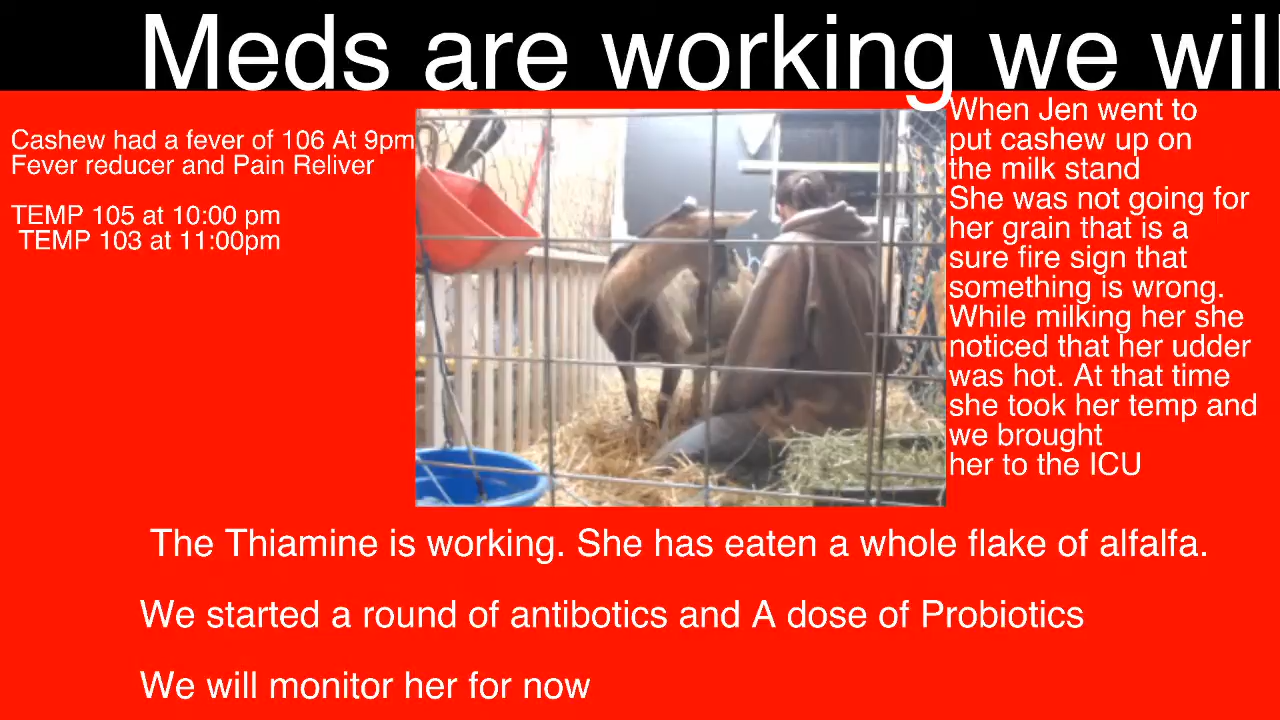 Meds are working we will
Cashew had a fever of 106 At 9pm
Fever reducer and Pain Reliver
TEMP 105 at 10:00 pm
TEMP 103 at 11:00pm
When Jen went to
put cashew up on
the milk stand
She was not going for
her grain that is a
sure fire sign that
something is wrong.
While milking her she
noticed that her udder
was hot. At that time
she took her temp and
we brought
her to the ICU
The Thiamine is working. She has eaten a whole flake of alfalfa.
We started a round of antibotics and A dose of Probiotics
We will monitor her for now